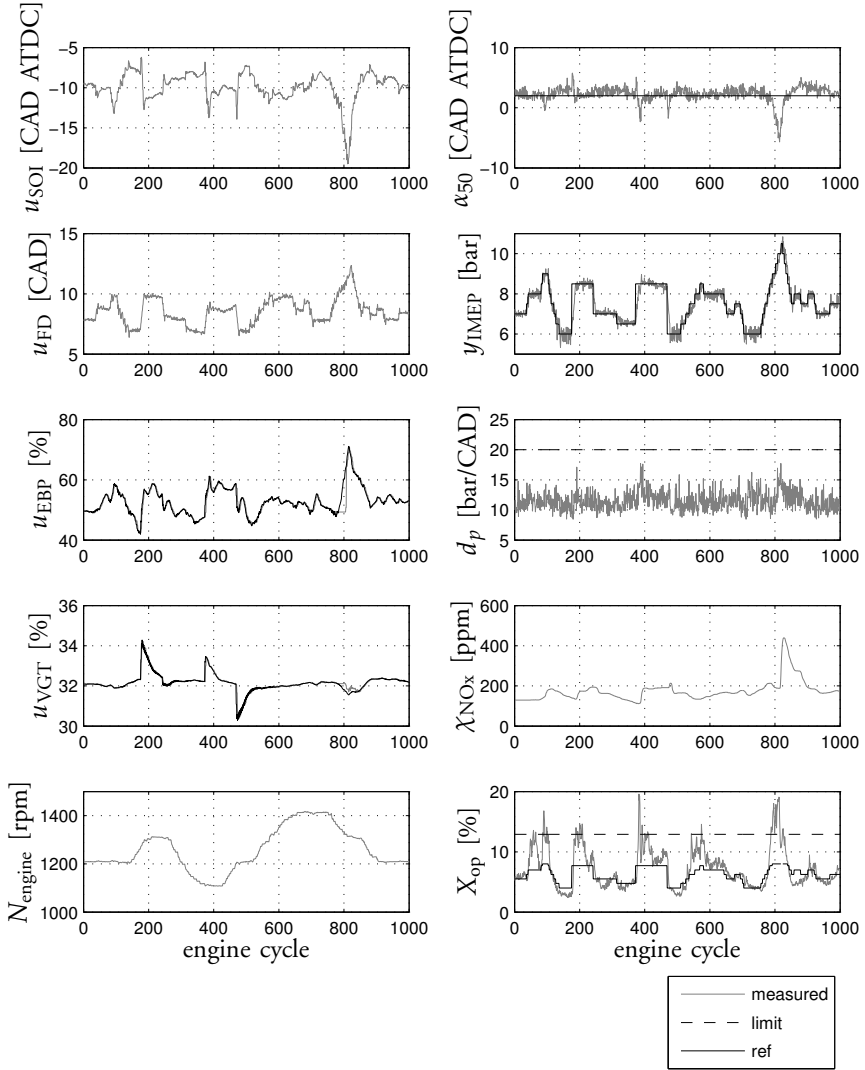 u_SOI [CAD ATDC]
−5
−10
−15
−20
0 200 400 600 800 1000
α_50 [CAD ATDC]
10
0
−10
0 200 400 600 800 1000
u_FD [CAD]
15
10
5
0 200 400 600 800 1000
y_IMEP [bar]
10
8
6
0 200 400 600 800 1000
u_EBP [%]
80
60
40
0 200 400 600 800 1000
d_p [bar/CAD]
25
20
15
10
5
0 200 400 600 800 1000
u_VGT [%]
36
34
32
30
0 200 400 600 800 1000
χ_NOx [ppm]
600
400
200
0
0 200 400 600 800 1000
N_engine [rpm]
1400
1200
1000
0 200 400 600 800 1000
engine cycle
X_op [%]
20
10
0
0 200 400 600 800 1000
engine cycle
measured
limit
ref